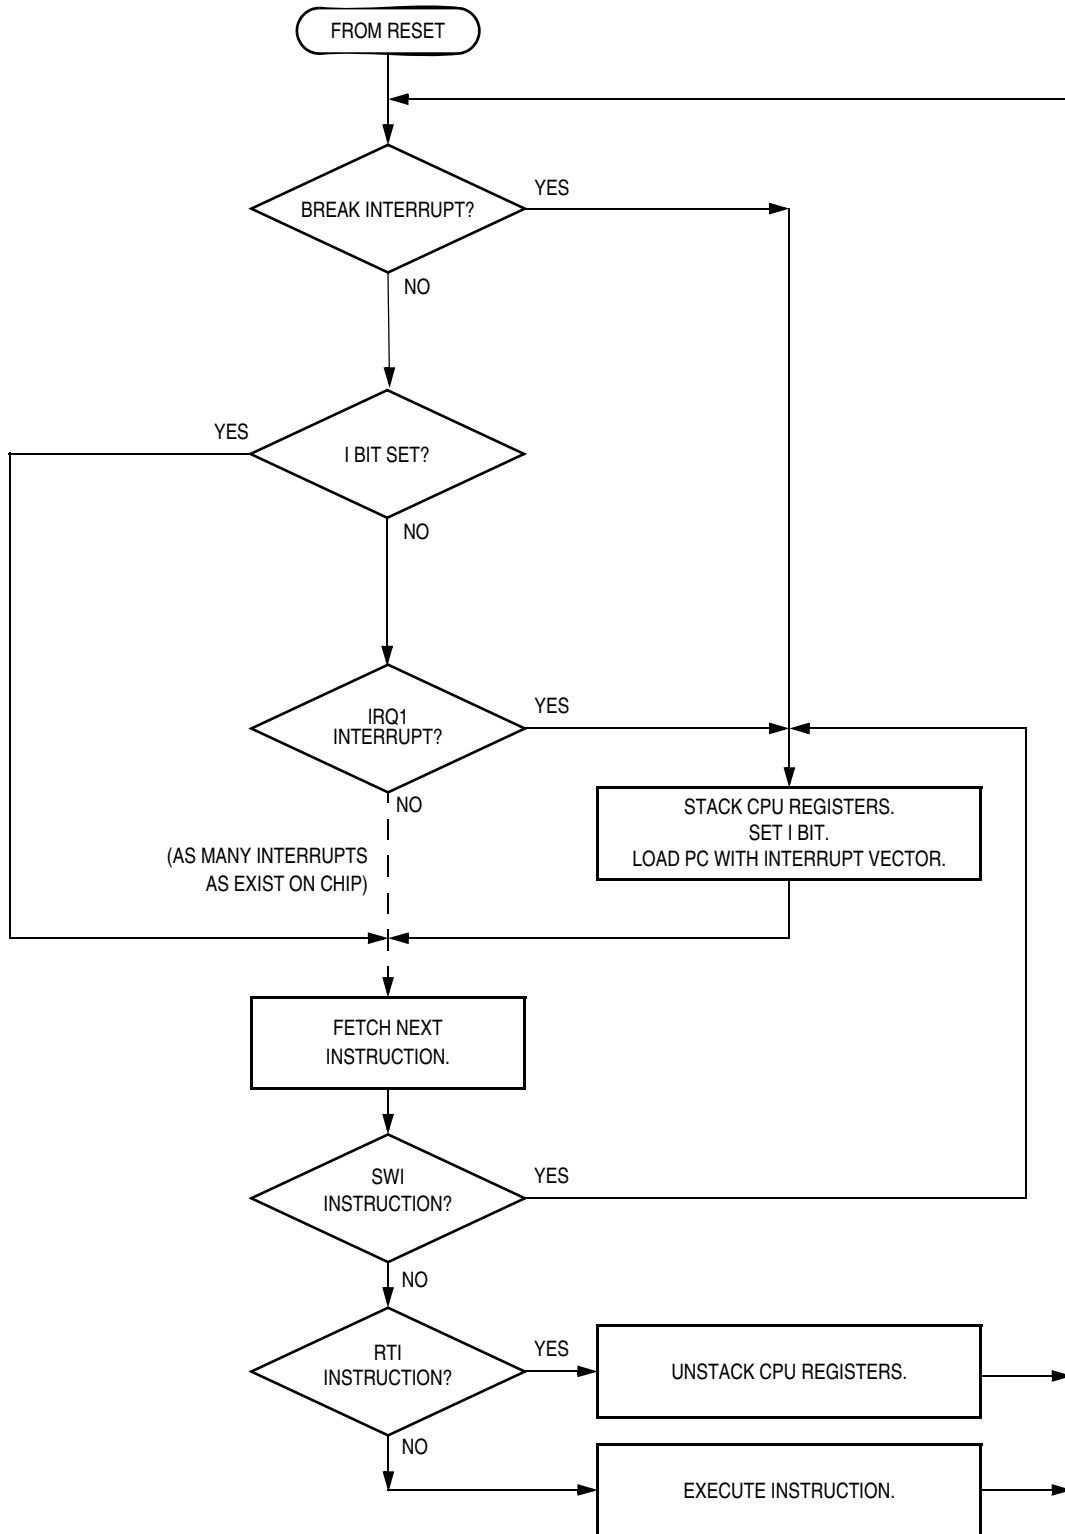 FROM RESET
BREAK INTERRUPT?
YES
NO
I BIT SET?
YES
NO
IRQ1
INTERRUPT?
YES
NO
(AS MANY INTERRUPTS
AS EXIST ON CHIP)
STACK CPU REGISTERS.
SET I BIT.
LOAD PC WITH INTERRUPT VECTOR.
FETCH NEXT
INSTRUCTION.
SWI
INSTRUCTION?
YES
NO
RTI
INSTRUCTION?
YES
UNSTACK CPU REGISTERS.
NO
EXECUTE INSTRUCTION.